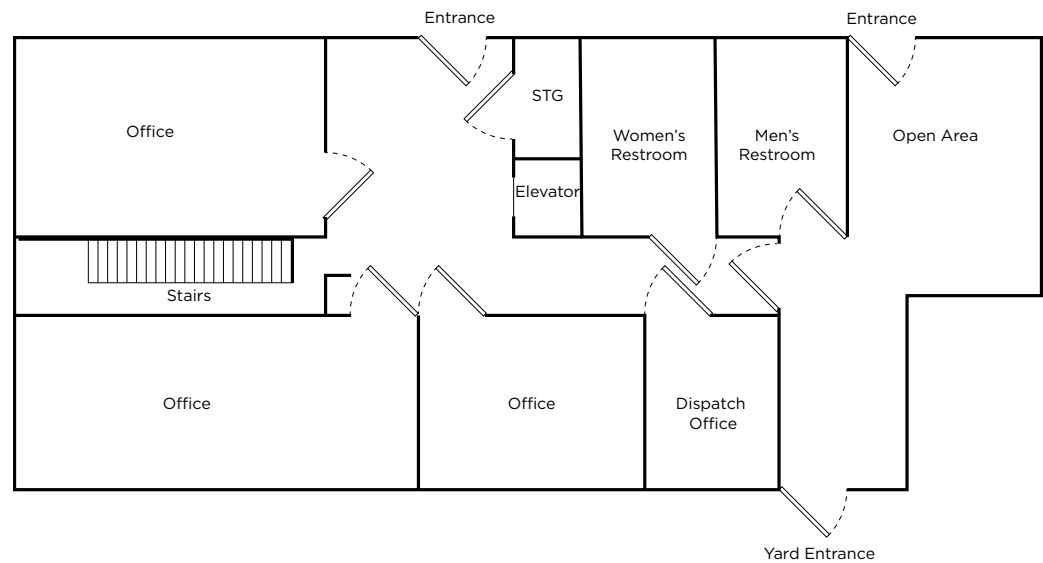 Entrance
Entrance
STG
Office
Women’s
Restroom
Men’s
Restroom
Open Area
Elevator
Stairs
Office
Office
Dispatch
Office
Yard Entrance